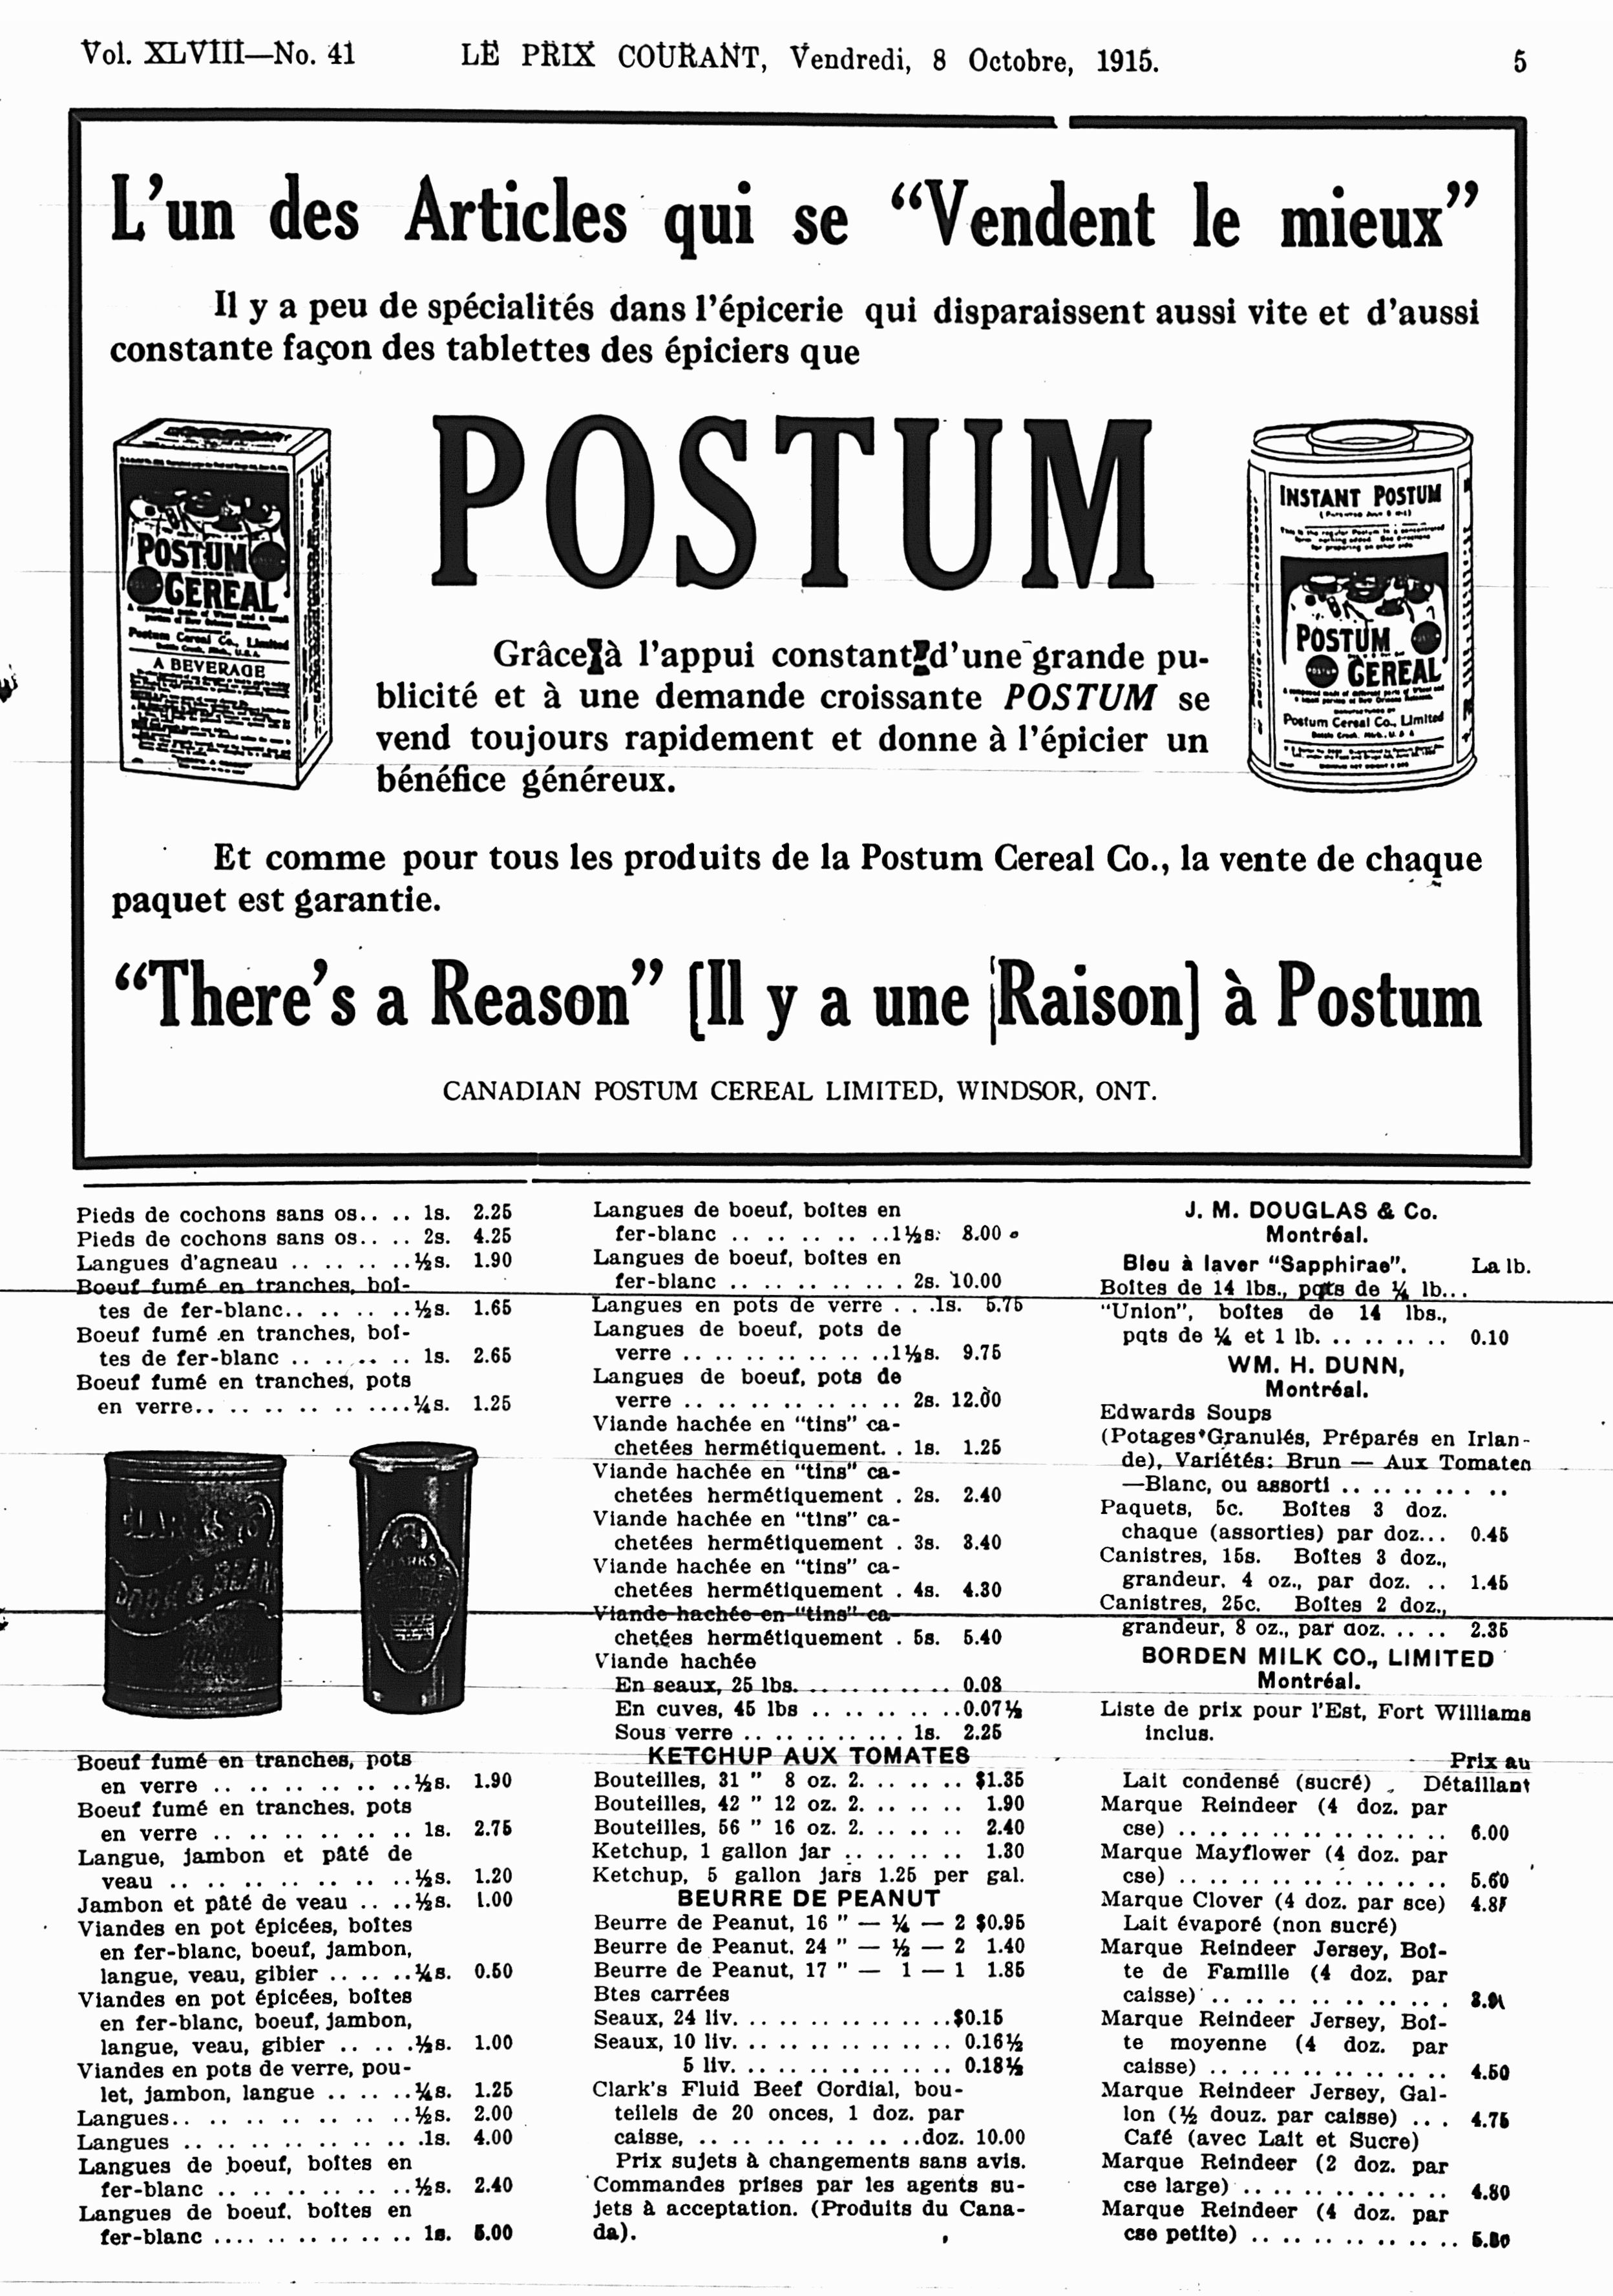 Vol. XLVIII—No. 41 LE PRIX COURANT, Vendredi, 8 Octobre, 1915. 5
L'un des Articles qui se “Vendent le mieux”
Il y a peu de spécialités dans l'épicerie qui disparaissent aussi vite et d'aussi
constante façon des tablettes des épiciers que
POSTUM
POSTUM
CEREAL
Postum Cereal Co., Limited
Battle Creek, Mich., U.S.A.
A BEVERAGE
INSTANT POSTUM
POSTUM
CEREAL
Postum Cereal Co., Limited
Battle Creek, Mich., U.S.A
Grâce à l'appui constant d'une grande pu-
blicité et à une demande croissante POSTUM se
vend toujours rapidement et donne à l'épicier un
bénéfice généreux.
Et comme pour tous les produits de la Postum Cereal Co., la vente de chaque
paquet est garantie.
“There's a Reason” [Il y a une Raison] à Postum
CANADIAN POSTUM CEREAL LIMITED, WINDSOR, ONT.
Pieds de cochons sans os.. .. 1s. 2.25
Pieds de cochons sans os.. .. 2s. 4.25
Langues d'agneau .. .. .. ..½s. 1.90
Boeuf fumé en tranches, boî-
tes de fer-blanc.. .. .. ..½s. 1.65
Boeuf fumé en tranches, boî-
tes de fer-blanc .. .. .. .. 1s. 2.65
Boeuf fumé en tranches, pots
en verre.. .. .. .. .. ....¼s. 1.25
CLARK'S
PORK & BEANS
CLARK'S
Boeuf fumé en tranches, pots
en verre .. .. .. .. .. ..½s. 1.90
Boeuf fumé en tranches, pots
en verre .. .. .. .. .. .. 1s. 2.75
Langue, jambon et pâté de
veau .. .. .. .. .. .. ..½s. 1.20
Jambon et pâté de veau .. ..½s. 1.00
Viandes en pot épicées, boîtes
en fer-blanc, boeuf, jambon,
langue, veau, gibier .. .. ..¼s. 0.50
Viandes en pot épicées, boîtes
en fer-blanc, boeuf, jambon,
langue, veau, gibier .. .. .½s. 1.00
Viandes en pots de verre, pou-
let, jambon, langue .. .. ..¼s. 1.25
Langues.. .. .. .. .. .. ..½s. 2.00
Langues .. .. .. .. .. .. .1s. 4.00
Langues de boeuf, boîtes en
fer-blanc .. .. .. .. .. ..½s. 2.40
Langues de boeuf, boîtes en
fer-blanc .... .. .. .. .. .. 1s. 5.00
Langues de boeuf, boîtes en
fer-blanc .. .. .. .. ..1½s. 8.00
Langues de boeuf, boîtes en
fer-blanc .. .. .. .. .. . 2s. 10.00
Langues en pots de verre . . .1s. 5.75
Langues de boeuf, pots de
verre .. .. .. .. .. .. ..1½s. 9.75
Langues de boeuf, pots de
verre .. .. .. .. .. .. .. 2s. 12.00
Viande hachée en “tins” ca-
chetées hermétiquement. . 1s. 1.25
Viande hachée en “tins” ca-
chetées hermétiquement . 2s. 2.40
Viande hachée en “tins” ca-
chetées hermétiquement . 3s. 3.40
Viande hachée en “tins” ca-
chetées hermétiquement . 4s. 4.30
Viande hachée en “tins” ca-
chetées hermétiquement . 5s. 5.40
Viande hachée
En seaux, 25 lbs. .. .. .. .. .. 0.08
En cuves, 45 lbs .. .. .. .. ..0.07½
Sous verre .. .. .. .. .. . 1s. 2.25
KETCHUP AUX TOMATES
Bouteilles, 31 " 8 oz. 2. .. .. .. $1.35
Bouteilles, 42 " 12 oz. 2. .. .. .. 1.90
Bouteilles, 56 " 16 oz. 2. .. .. .. 2.40
Ketchup, 1 gallon jar .. .. .. .. 1.30
Ketchup, 5 gallon jars 1.25 per gal.
BEURRE DE PEANUT
Beurre de Peanut, 16 " — ¼ — 2 $0.95
Beurre de Peanut, 24 " — ½ — 2 1.40
Beurre de Peanut, 17 " — 1 — 1 1.85
Btes carrées
Seaux, 24 liv. .. .. .. .. .. .. ..$0.15
Seaux, 10 liv. .. .. .. .. .. .. .. 0.16½
5 liv. .. .. .. .. .. .. .. 0.18½
Clark's Fluid Beef Cordial, bou-
teilels de 20 onces, 1 doz. par
caisse, .. .. .. .. .. .. ..doz. 10.00
Prix sujets à changements sans avis.
Commandes prises par les agents su-
jets à acceptation. (Produits du Cana-
da).
J. M. DOUGLAS & Co.
Montréal.
Bleu à laver “Sapphirae”. La lb.
Boîtes de 14 lbs., pqts de ¼ lb...
“Union”, boîtes de 14 lbs.,
pqts de ¼ et 1 lb. .. .. .. .. 0.10
WM. H. DUNN,
Montréal.
Edwards Soups
(Potages Granulés, Préparés en Irlan-
de), Variétés: Brun — Aux Tomates
—Blanc, ou assorti .. .. .. .. ..
Paquets, 5c. Boîtes 3 doz.
chaque (assorties) par doz... 0.45
Canistres, 15s. Boîtes 3 doz.,
grandeur, 4 oz., par doz. .. 1.45
Canistres, 25c. Boîtes 2 doz.,
grandeur, 8 oz., par doz. .. .. 2.35
BORDEN MILK CO., LIMITED
Montréal.
Liste de prix pour l'Est, Fort Williams
inclus.
Prix au
Lait condensé (sucré) Détaillant
Marque Reindeer (4 doz. par
cse) .. .. .. .. .. .. .. .. .. 6.00
Marque Mayflower (4 doz. par
cse) .. .. .. .. .. .. .. .. .. 5.60
Marque Clover (4 doz. par sce)
Lait évaporé (non sucré)
Marque Reindeer Jersey, Boî-
te de Famille (4 doz. par
caisse) .. .. .. .. .. .. .. .
Marque Reindeer Jersey, Boî-
te moyenne (4 doz. par
caisse) .. .. .. .. .. .. .. .. 4.50
Marque Reindeer Jersey, Gal-
lon (½ douz. par caisse) .. . 4.75
Café (avec Lait et Sucre)
Marque Reindeer (2 doz. par
cse large) .. .. .. .. .. .. .. 4.80
Marque Reindeer (4 doz. par
cse petite) .. .. .. .. .. .. ..